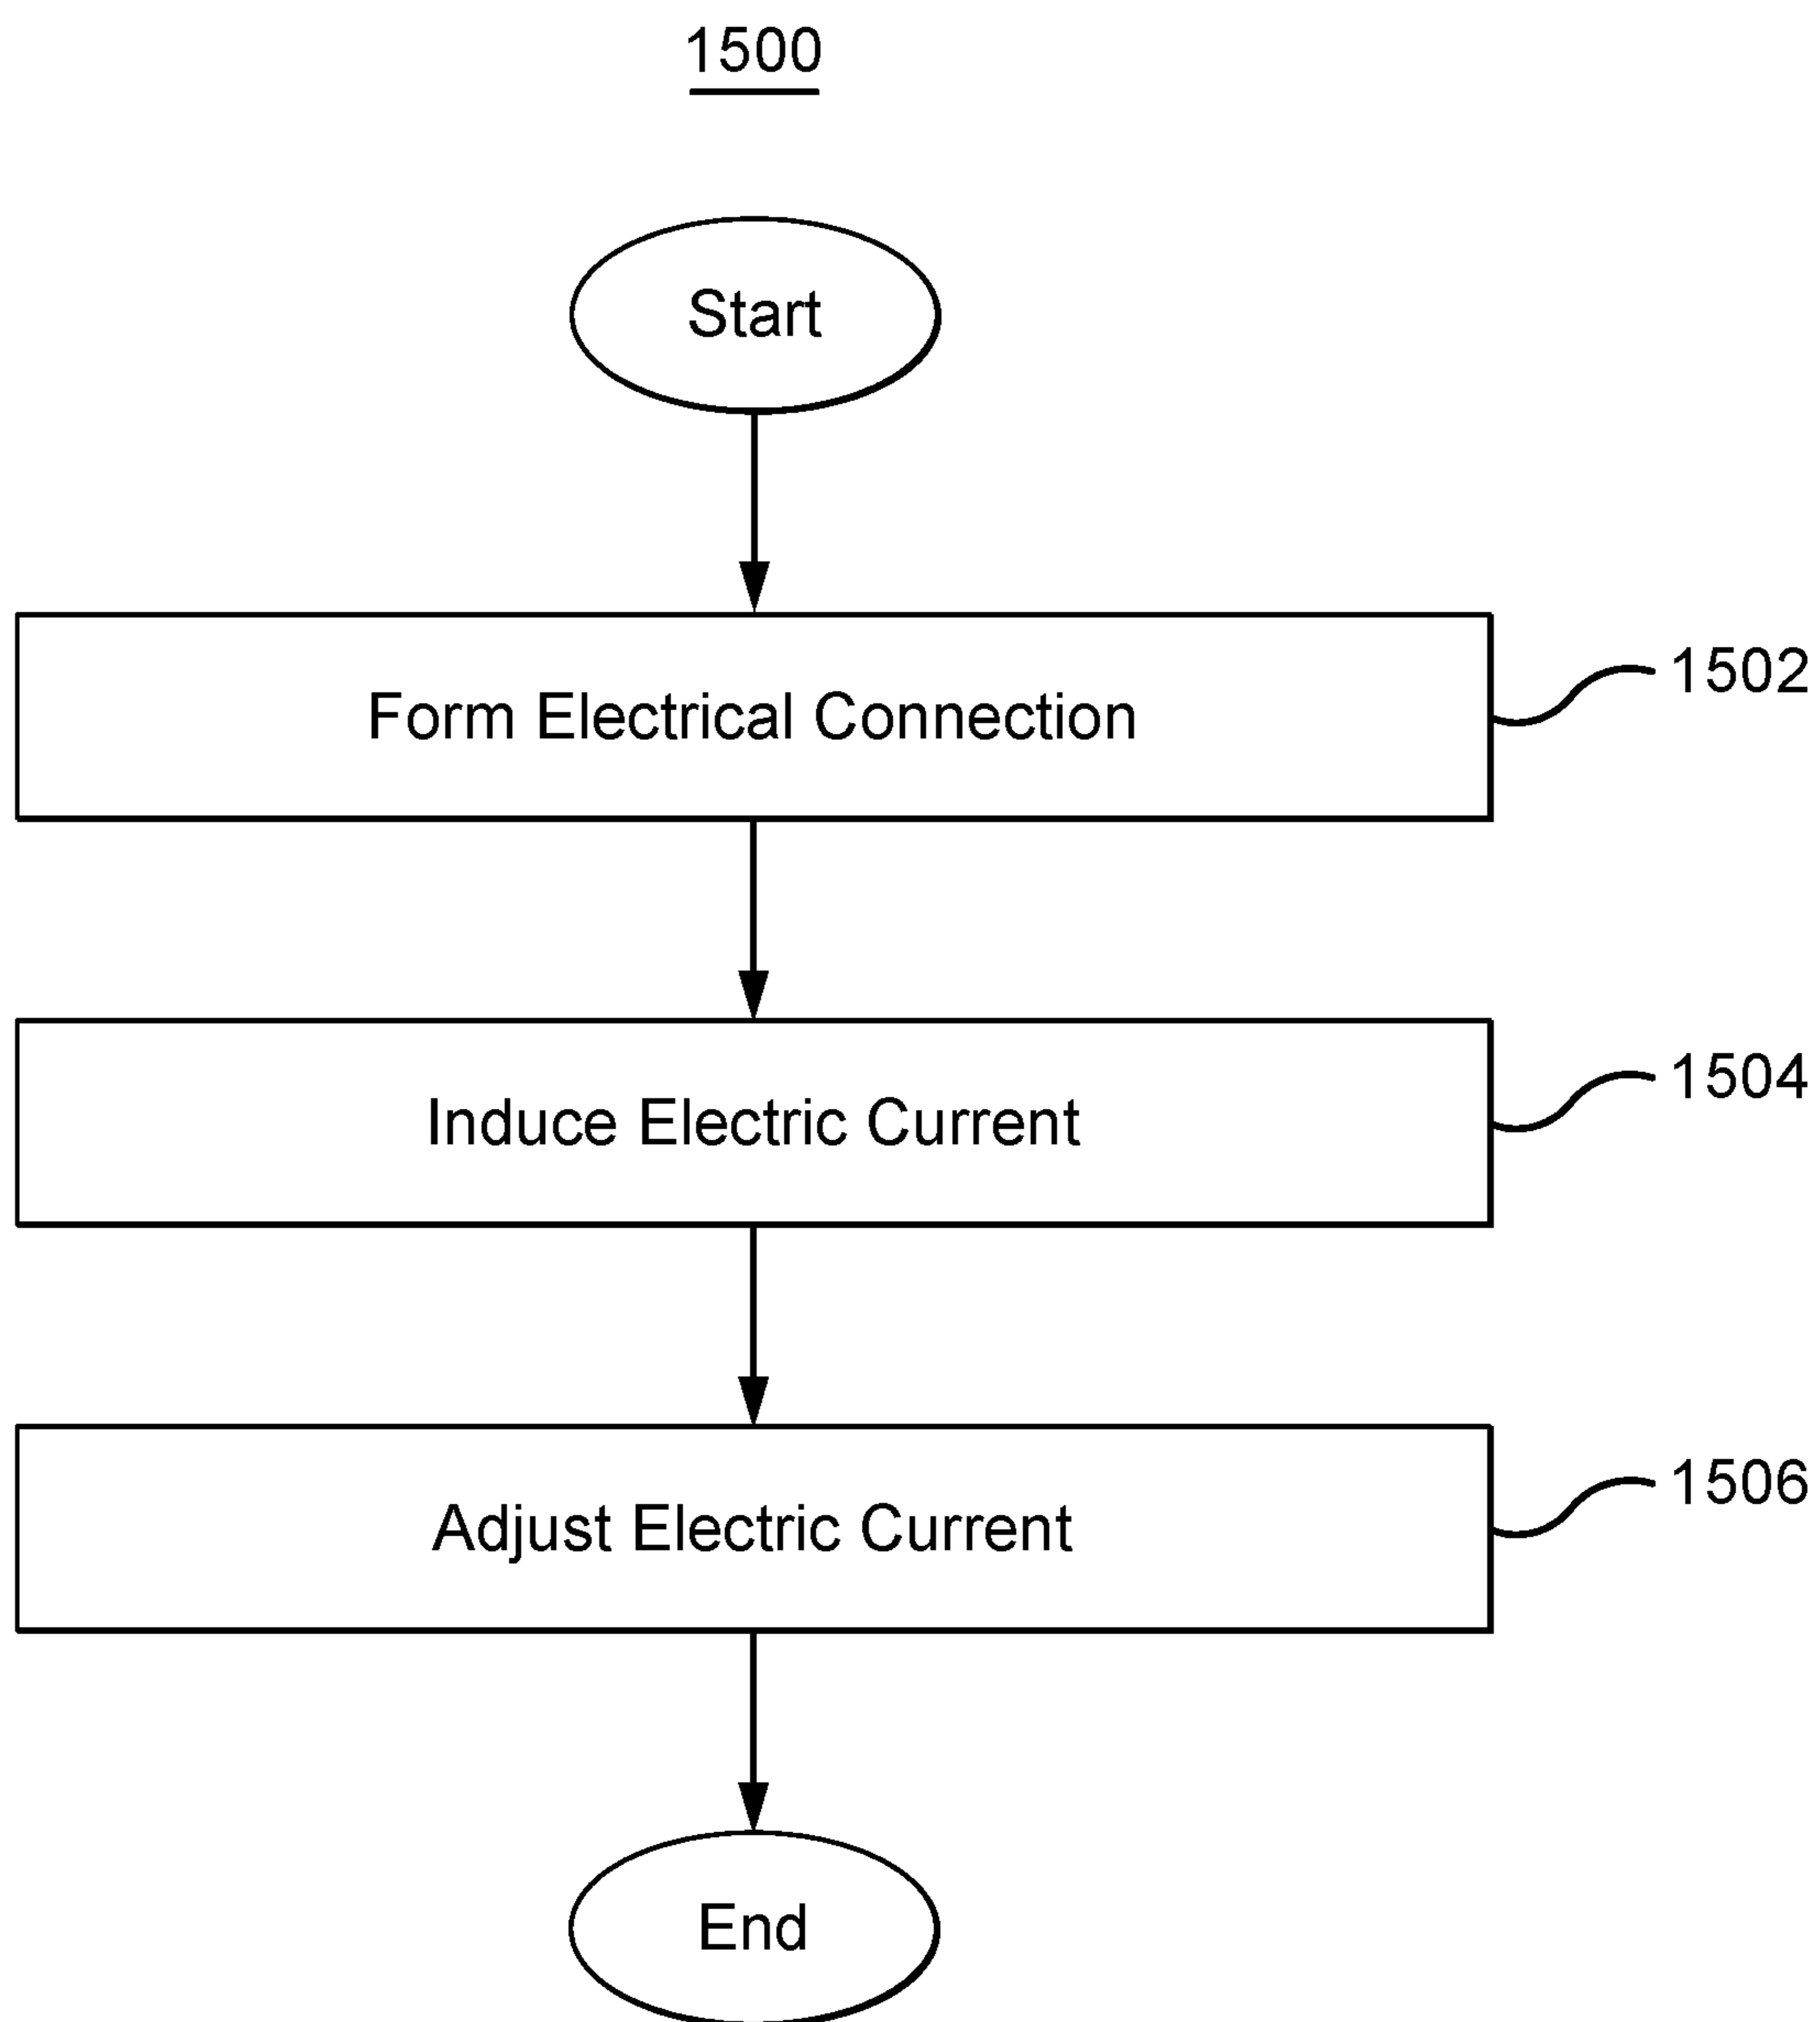 1500
Start
Form Electrical Connection
1502
Induce Electric Current
1504
Adjust Electric Current
1506
End